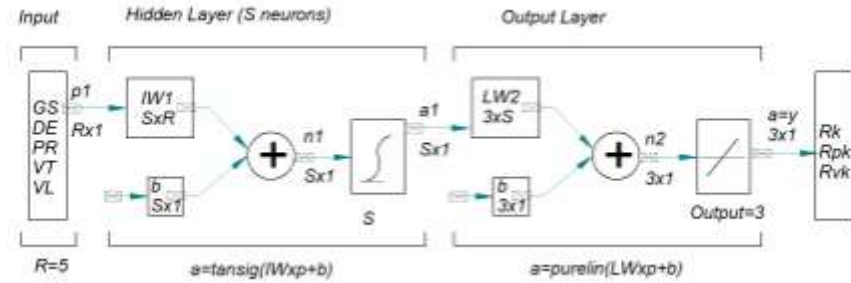 Input
Hidden Layer (S neurons)
Output Layer
GS
DE
PR
VT
VL
p1
Rx1
IW1
SxR
b
Sx1
n1
Sx1
S
a1
Sx1
LW2
3xS
b
3x1
n2
3x1
Output=3
a=y
3x1
Rk
Rpk
Rvk
R=5
a=tansig(IWxp+b)
a=purelin(LWxp+b)